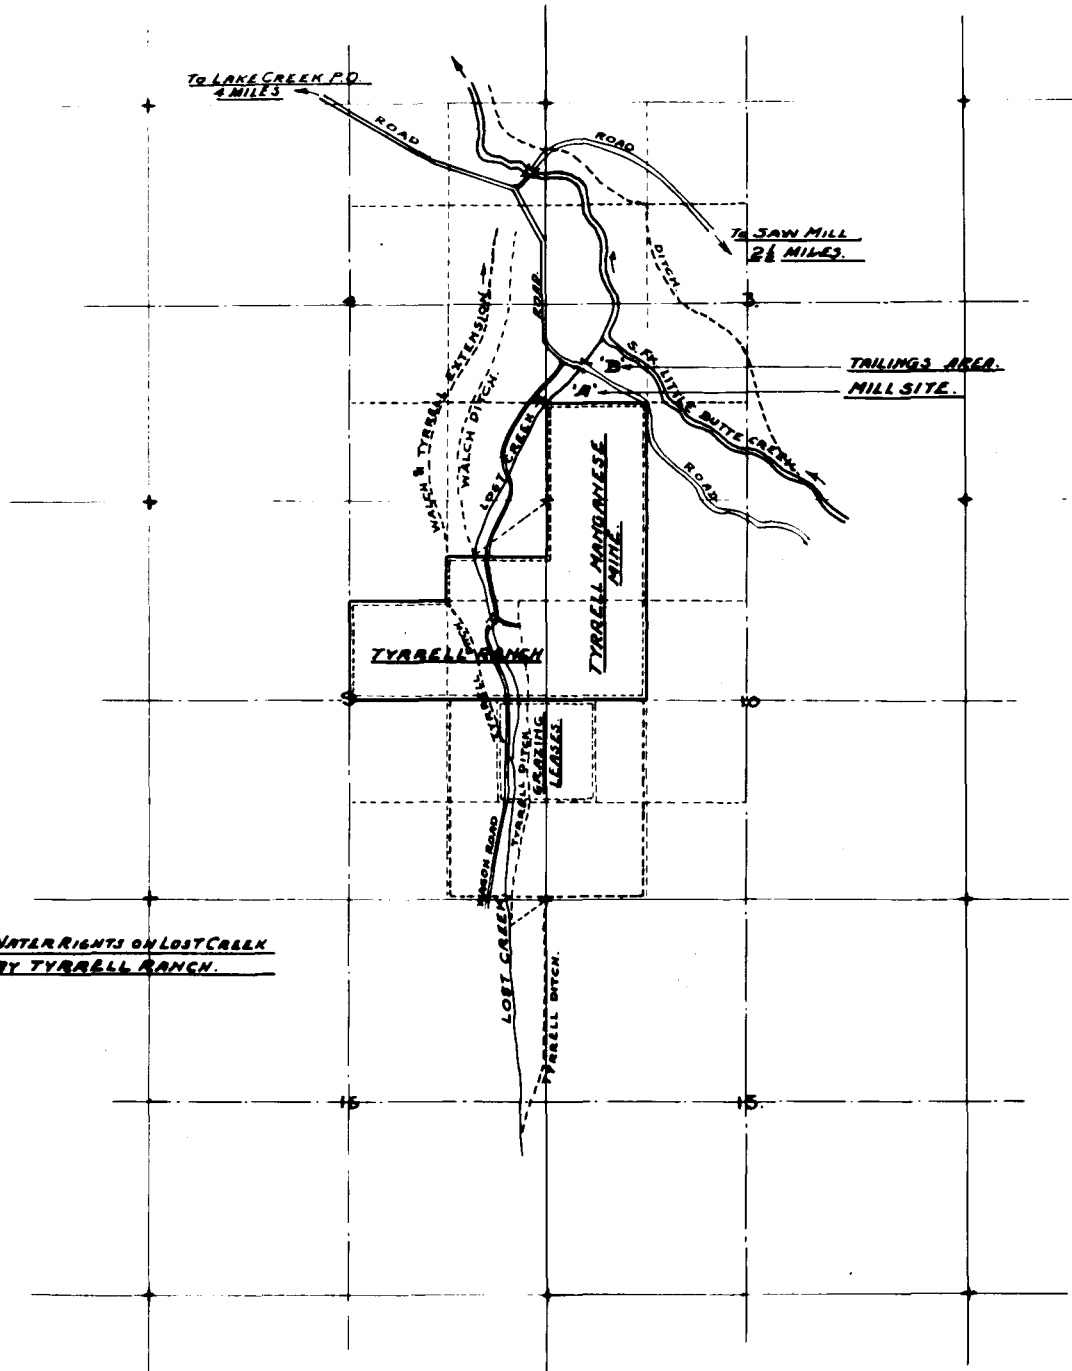 To LAKE CREEK P.O.
4 MILES
ROAD
ROAD
To SAW MILL
2½ MILES.
DITCH.
4
3.
ROAD
WALCH & TYRRELL EXTENSION
WALCH DITCH.
S. FK. LITTLE BUTTE CREEK.
'B'
TAILINGS AREA.
'A'
MILL SITE.
LOST CREEK
ROAD
TYRRELL MANGANESE
MINE.
TYRRELL RANCH
TYRRELL
9
10
TYRRELL DITCH
GRAZING
LEASES.
WAGON ROAD
LOST CREEK
WATER RIGHTS ON LOST CREEK
BY TYRRELL RANCH.
TYRRELL DITCH.
15.